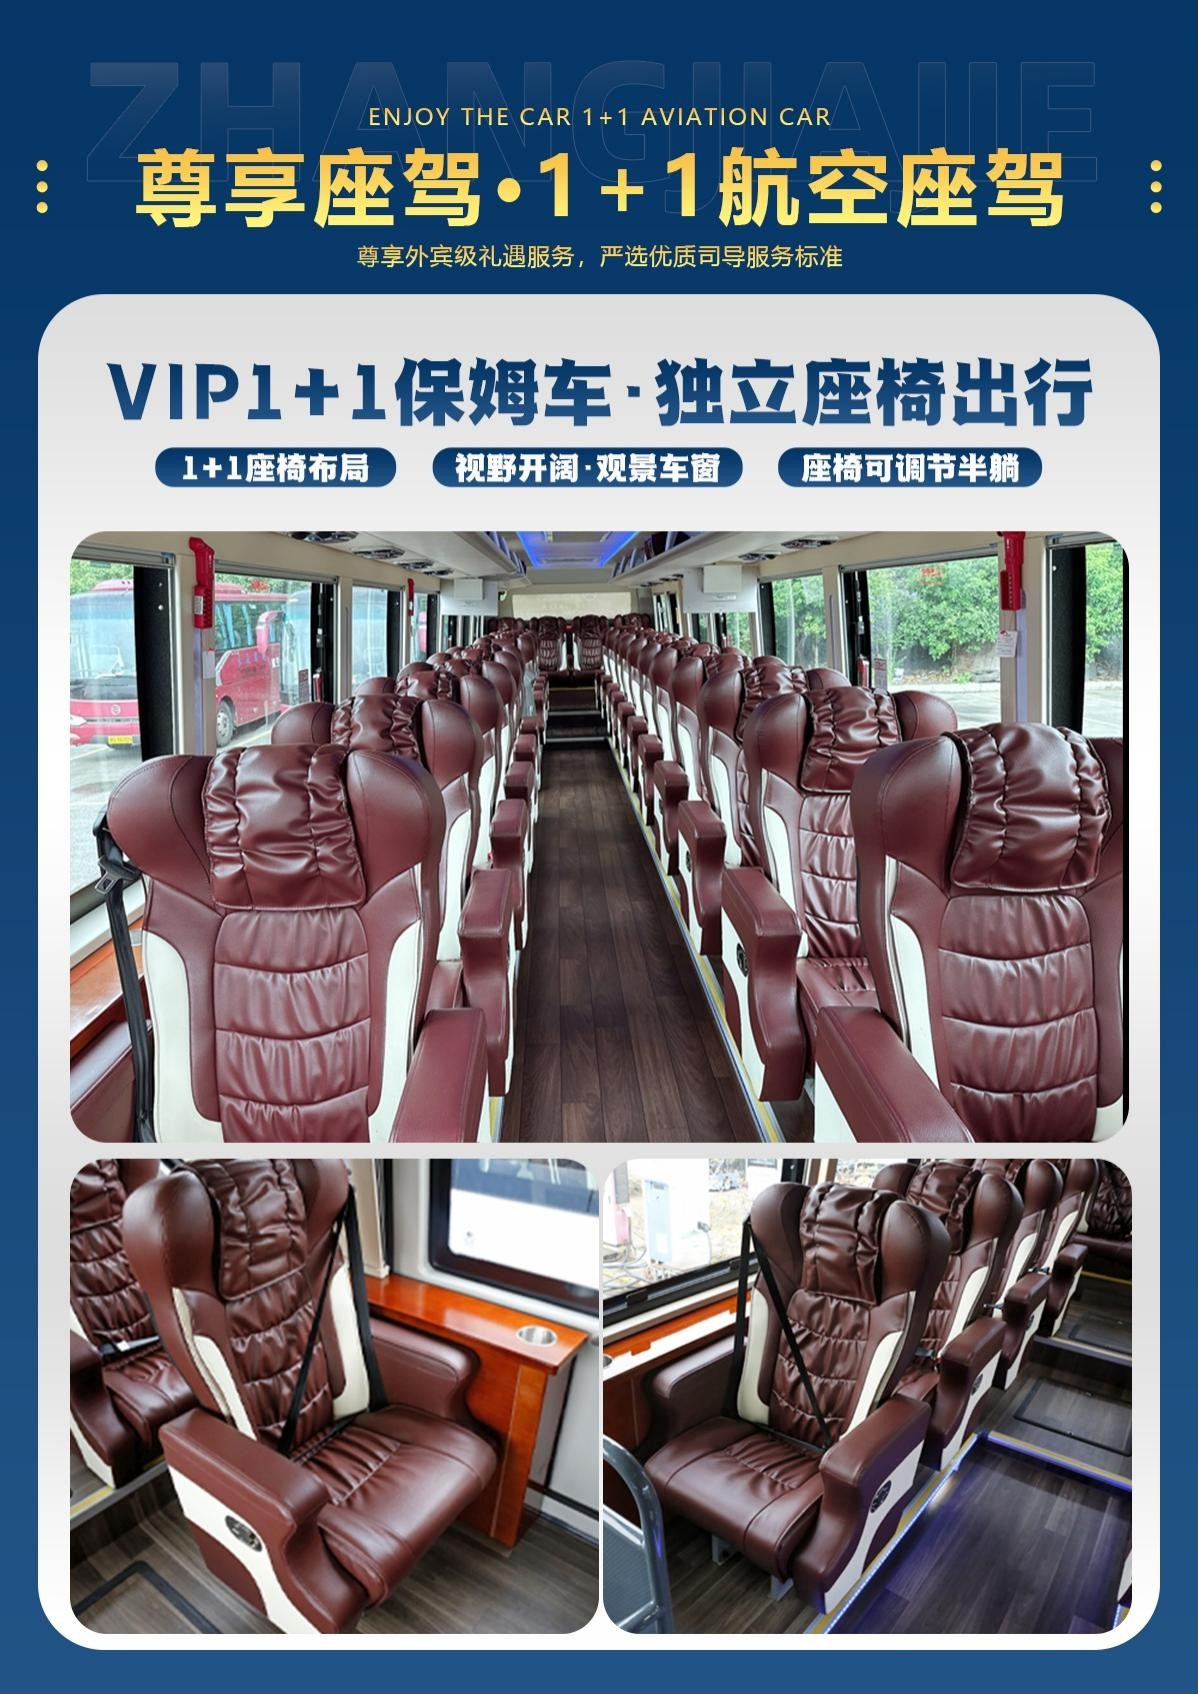 ZHANGJIAJIE
ENJOY THE CAR 1+1 AVIATION CAR
尊享座驾•1+1航空座驾
尊享外宾级礼遇服务，严选优质司导服务标准
VIP1+1保姆车·独立座椅出行
1+1座椅布局
视野开阔·观景车窗
座椅可调节半躺